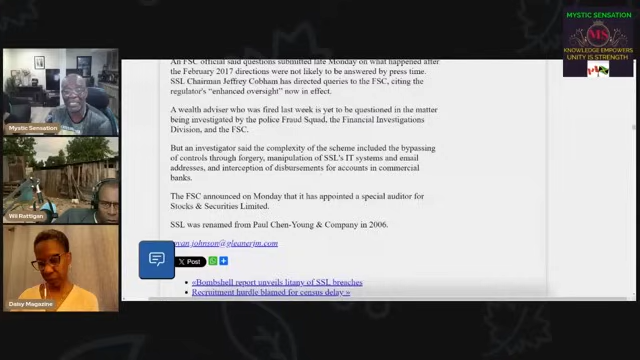 MYSTIC SENSATION
MS
KNOWLEDGE EMPOWERS
UNITY IS STRENGTH
An FSC official said questions submitted late Monday on what happened after
the February 2017 directions were not likely to be answered by press time.
SSL Chairman Jeffrey Cobham has directed queries to the FSC, citing the
regulator's "enhanced oversight" now in effect.
A wealth adviser who was fired last week is yet to be questioned in the matter
being investigated by the police Fraud Squad, the Financial Investigations
Division, and the FSC.
But an investigator said the complexity of the scheme included the bypassing
of controls through forgery, manipulation of SSL's IT systems and email
addresses, and interception of disbursements for accounts in commercial
banks.
The FSC announced on Monday that it has appointed a special auditor for
Stocks & Securities Limited.
SSL was renamed from Paul Chen-Young & Company in 2006.
ovan.johnson@gleanerjm.com
X Post
«Bombshell report unveils litany of SSL breaches
Recruitment hurdle blamed for census delay »
Mystic Sensation
Wil Rattigan
Daisy Magazine